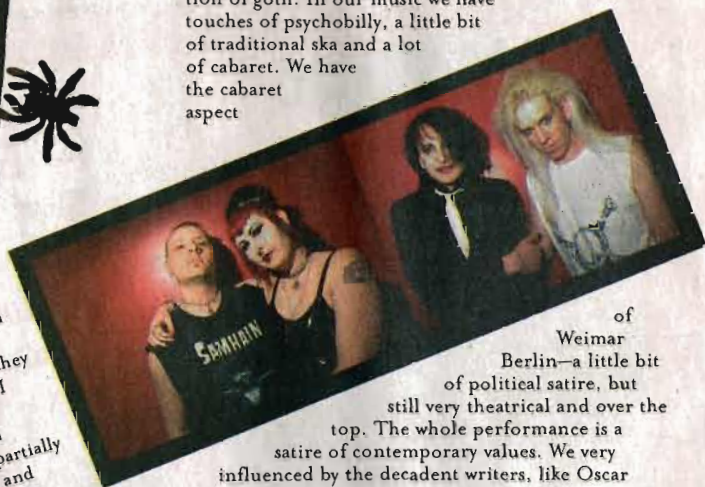 tion of goth. In our music we have
touches of psychobilly, a little bit
of traditional ska and a lot
of cabaret. We have
the cabaret
aspect
SAMHAIN
of
Weimar
Berlin—a little bit
of political satire, but
still very theatrical and over the
top. The whole performance is a
satire of contemporary values. We very
influenced by the decadent writers, like Oscar
hey
partially
and